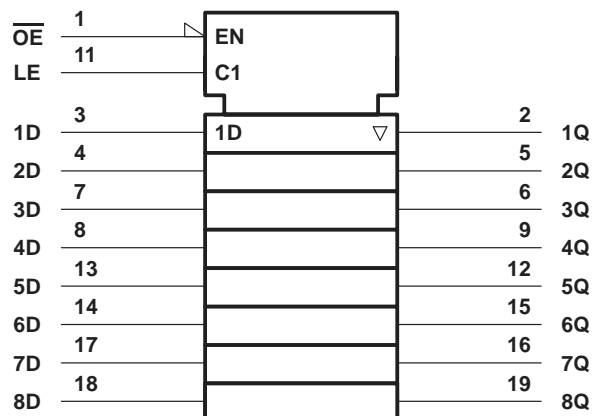 OE 1 EN
LE 11 C1
1D 3 1D ▽ 2 1Q
2D 4 5 2Q
3D 7 6 3Q
4D 8 9 4Q
5D 13 12 5Q
6D 14 15 6Q
7D 17 16 7Q
8D 18 19 8Q